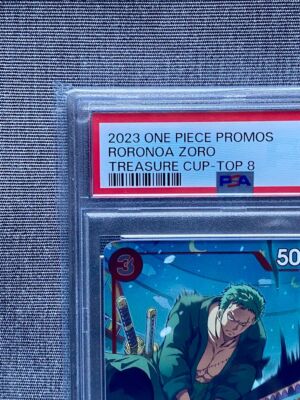 2023 ONE PIECE PROMOS
RORONOA ZORO
TREASURE CUP-TOP 8
PSA
3
50